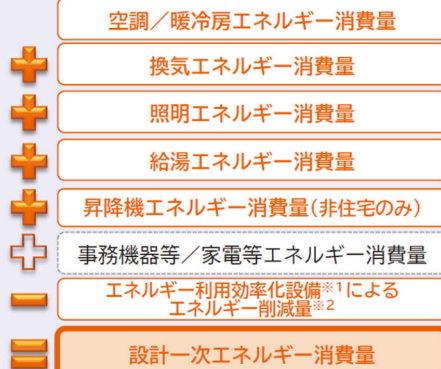 空調／暖冷房エネルギー消費量
換気エネルギー消費量
照明エネルギー消費量
給湯エネルギー消費量
昇降機エネルギー消費量(非住宅のみ)
事務機器等／家電等エネルギー消費量
エネルギー利用効率化設備※1による
エネルギー削減量※2
設計一次エネルギー消費量